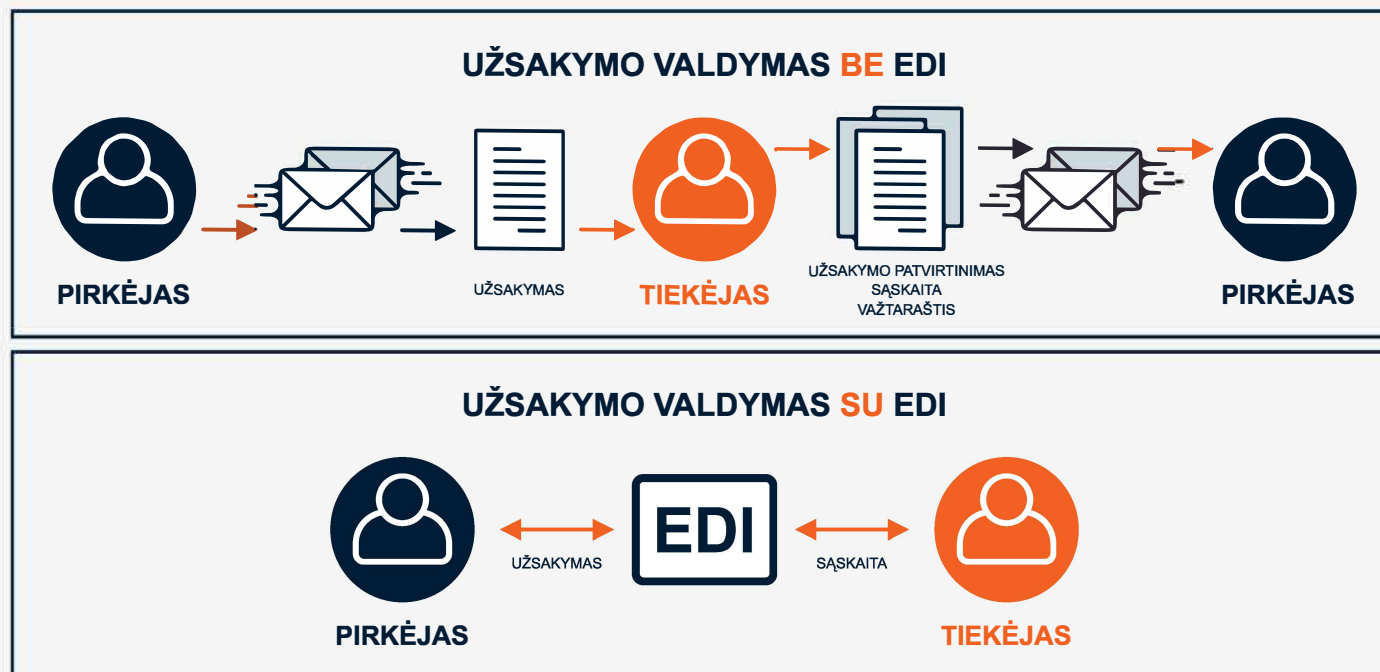 UŽSAKYMO VALDYMAS BE EDI
PIRKĖJAS
UŽSAKYMAS
TIEKĖJAS
UŽSAKYMO PATVIRTINIMAS
SĄSKAITA
VAŽTARAŠTIS
PIRKĖJAS
UŽSAKYMO VALDYMAS SU EDI
PIRKĖJAS
UŽSAKYMAS
EDI
SĄSKAITA
TIEKĖJAS